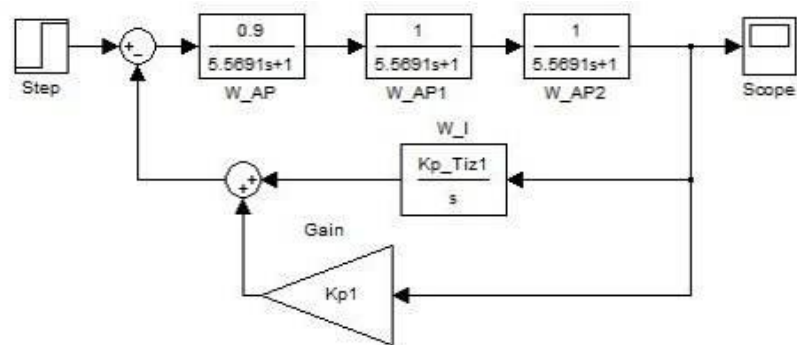 Step
+
-
0.9
5.5691s+1
W_AP
1
5.5691s+1
W_AP1
1
5.5691s+1
W_AP2
Scope
W_I
Kp_Tiz1
s
+
+
Gain
Kp1